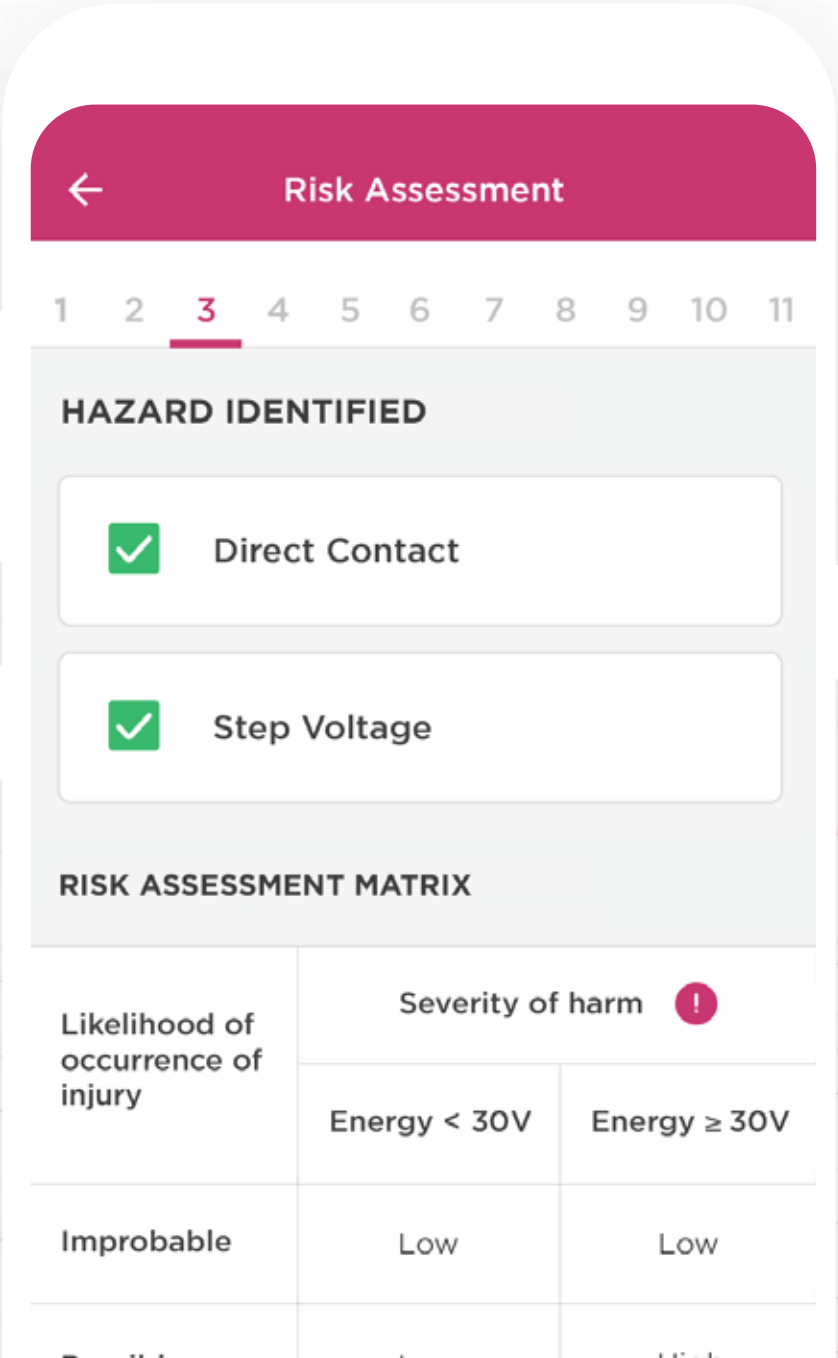 Risk Assessment
1 2 3 4 5 6 7 8 9 10 11
HAZARD IDENTIFIED
Direct Contact
Step Voltage
RISK ASSESSMENT MATRIX
Likelihood of
occurrence of
injury
Severity of harm !
Energy < 30V Energy ≥ 30V
Improbable Low Low